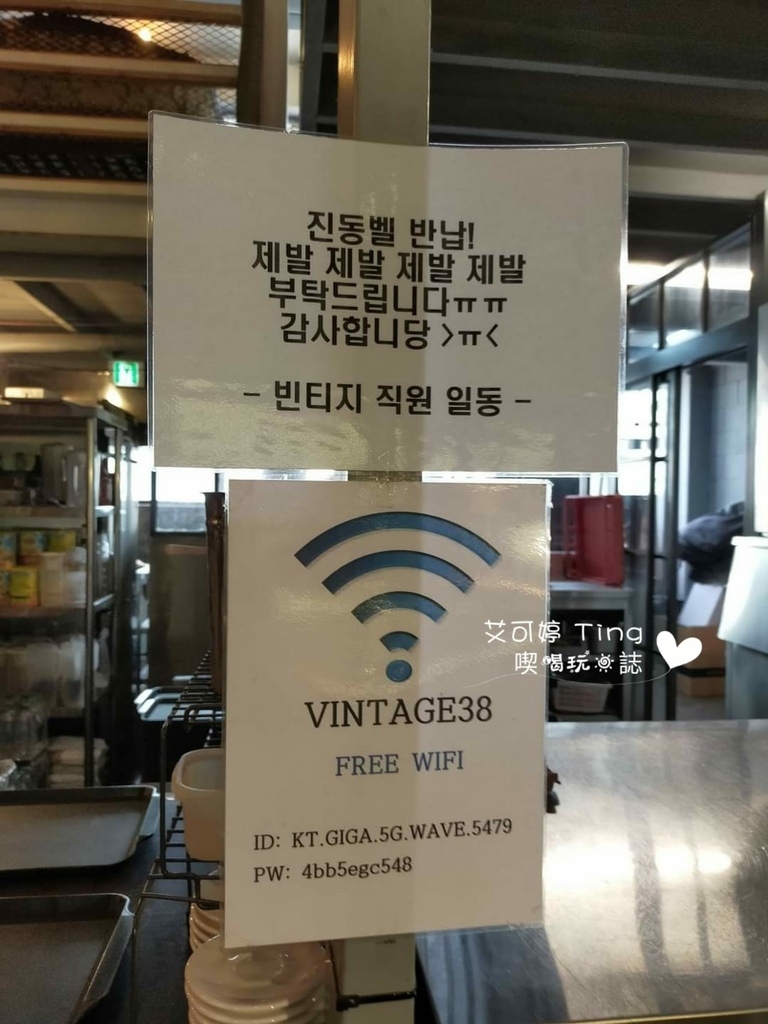 진동벨 반납!
제발 제발 제발 제발
부탁드립니다ㅠㅠ
감사합니당 >ㅠ<
- 빈티지 직원 일동 -
VINTAGE38
FREE WIFI
ID: KT.GIGA.5G.WAVE.5479
PW: 4bb5egc548
艾可婷 Ting
喫喝玩樂誌